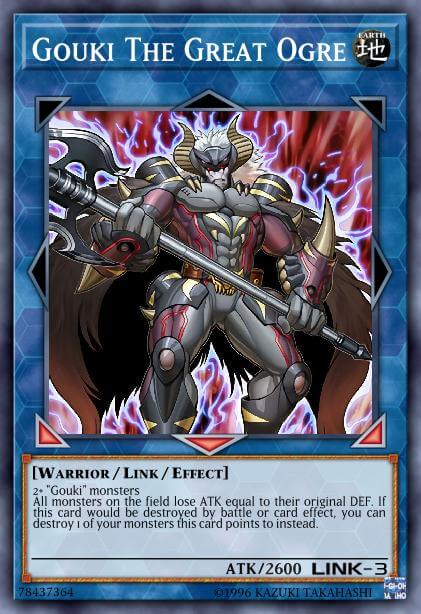 GOUKI THE GREAT OGRE
EARTH
地
[WARRIOR / LINK / EFFECT]
2+ "Gouki" monsters
All monsters on the field lose ATK equal to their original DEF. If
this card would be destroyed by battle or card effect, you can
destroy 1 of your monsters this card points to instead.
ATK/2600 LINK-3
78437364 ©1996 KAZUKI TAKAHASHI